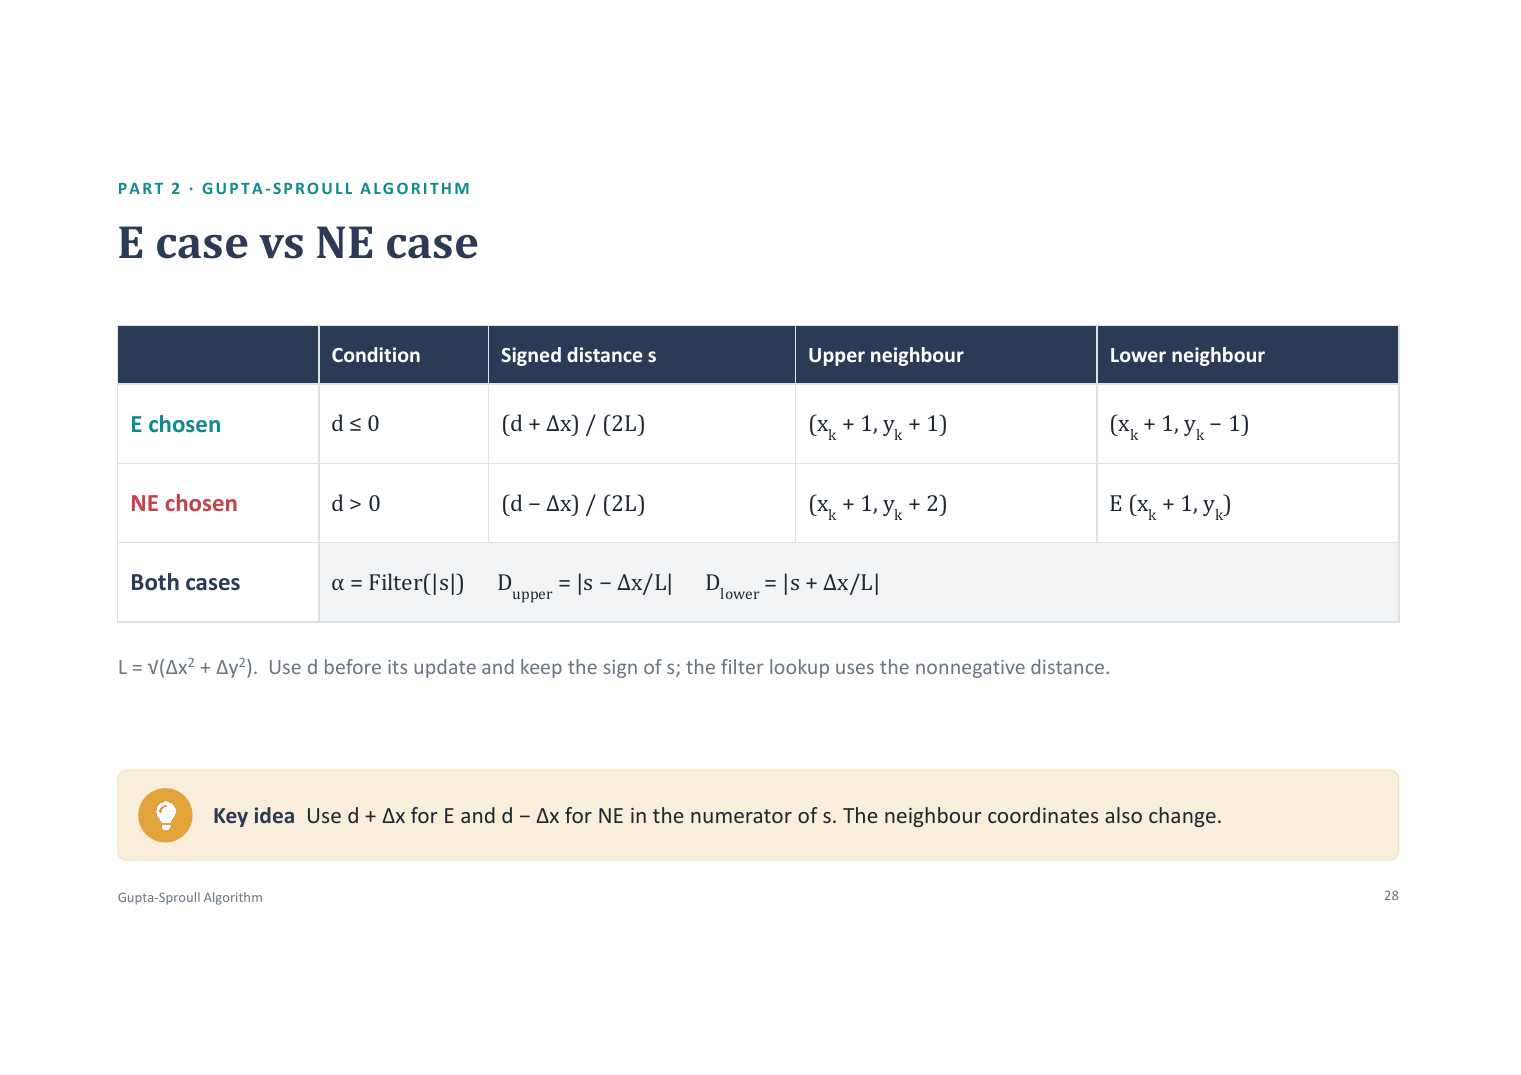 PART 2 · GUPTA-SPROULL ALGORITHM
E case vs NE case
Condition Signed distance s Upper neighbour Lower neighbour
E chosen d ≤ 0 (d + Δx) / (2L) (xk + 1, yk + 1) (xk + 1, yk − 1)
NE chosen d > 0 (d − Δx) / (2L) (xk + 1, yk + 2) E (xk + 1, yk)
Both cases α = Filter(|s|) Dupper = |s − Δx/L| Dlower = |s + Δx/L|
L = √(Δx² + Δy²). Use d before its update and keep the sign of s; the filter lookup uses the nonnegative distance.
Key idea Use d + Δx for E and d − Δx for NE in the numerator of s. The neighbour coordinates also change.
Gupta-Sproull Algorithm 28